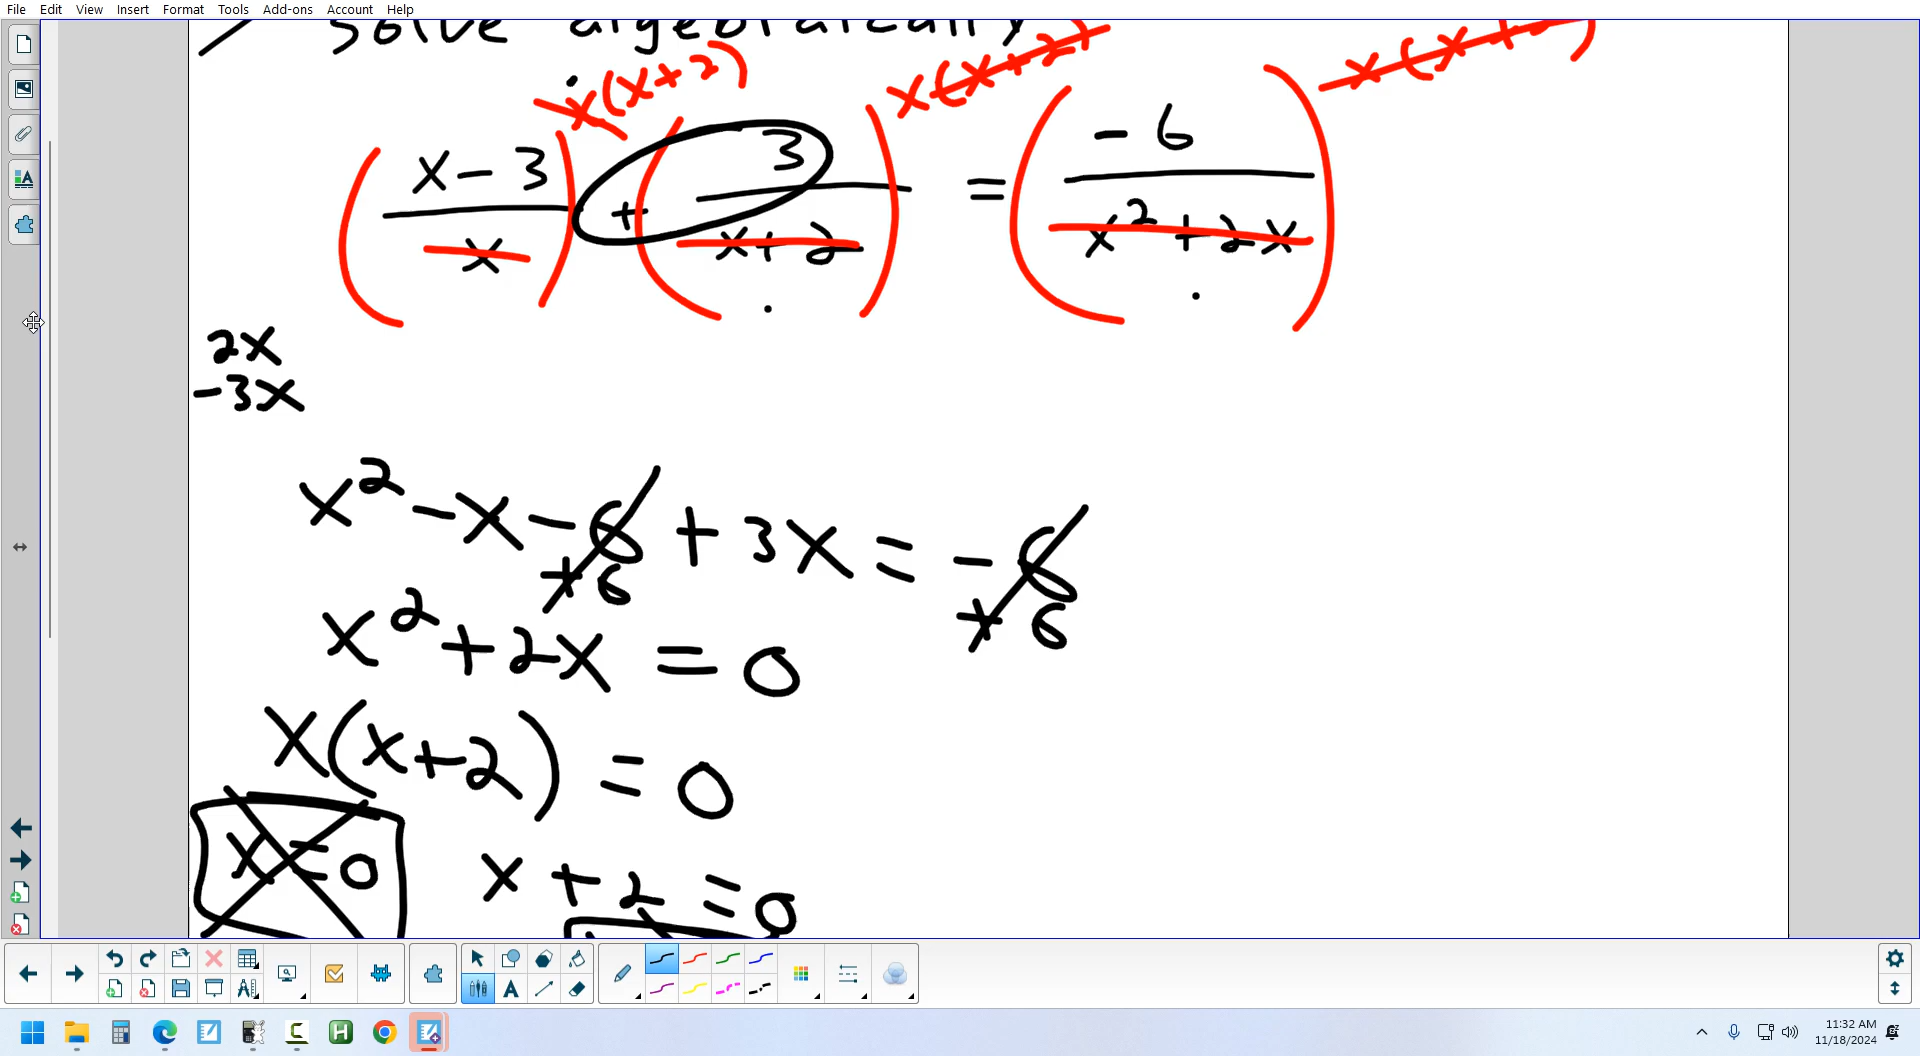 File Edit View Insert Format Tools Add-ons Account Help
solve algebraically
x(x+2) x(x+2) x(x+
( x-3 / x ) + ( 3 / x+2 ) = ( -6 / x²+2x )
2x
-3x
x² - x - 6 + 3x = -6
+6 +6
x² + 2x = 0
x(x+2) = 0
x=0 x + 2 = 0
11:32 AM
11/18/2024